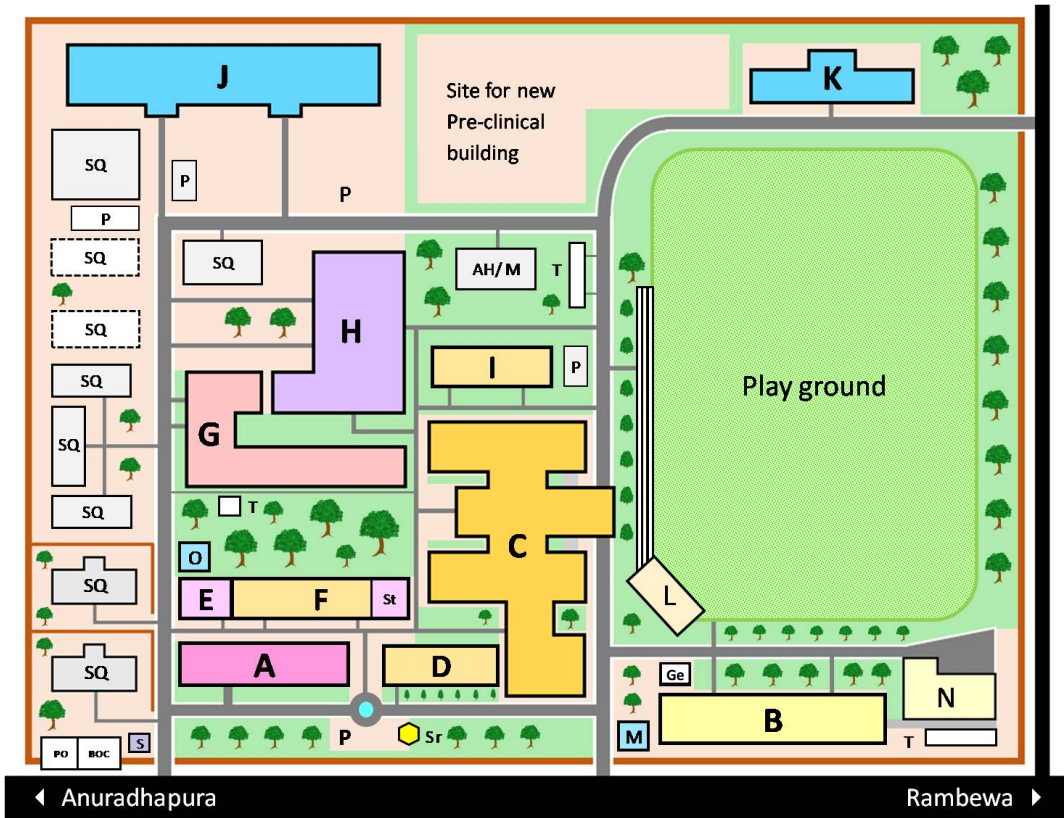 J
Site for new
Pre-clinical
building
K
SQ
P
P
P
SQ
SQ
AH/ M
T
SQ
H
I
P
Play ground
SQ
G
SQ
SQ
T
C
O
SQ
E
F
St
L
SQ
A
D
Ge
N
B
P
Sr
M
T
S
PO
BOC
Anuradhapura
Rambewa